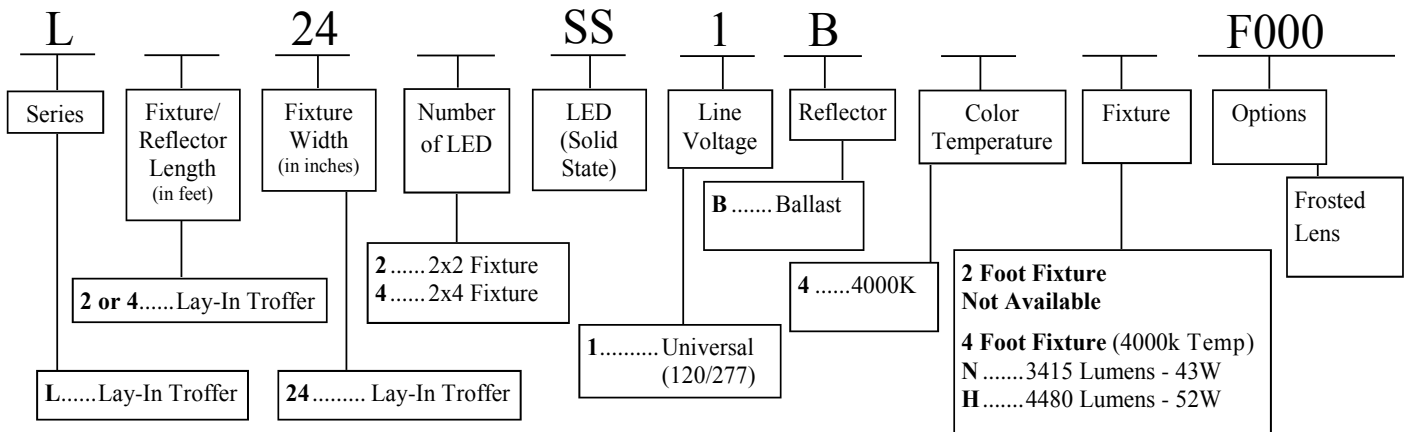 L 24 SS 1 B F000
Series
Fixture/
Reflector
Length
(in feet)
Fixture
Width
(in inches)
Number
of LED
LED
(Solid
State)
Line
Voltage
Reflector
Color
Temperature
Fixture
Options
B ....... Ballast
Frosted
Lens
2 ...... 2x2 Fixture
4 ...... 2x4 Fixture
2 or 4......Lay-In Troffer
4 ......4000K
2 Foot Fixture
Not Available
4 Foot Fixture (4000k Temp)
N .......3415 Lumens - 43W
H .......4480 Lumens - 52W
1.......... Universal
(120/277)
L......Lay-In Troffer
24......... Lay-In Troffer